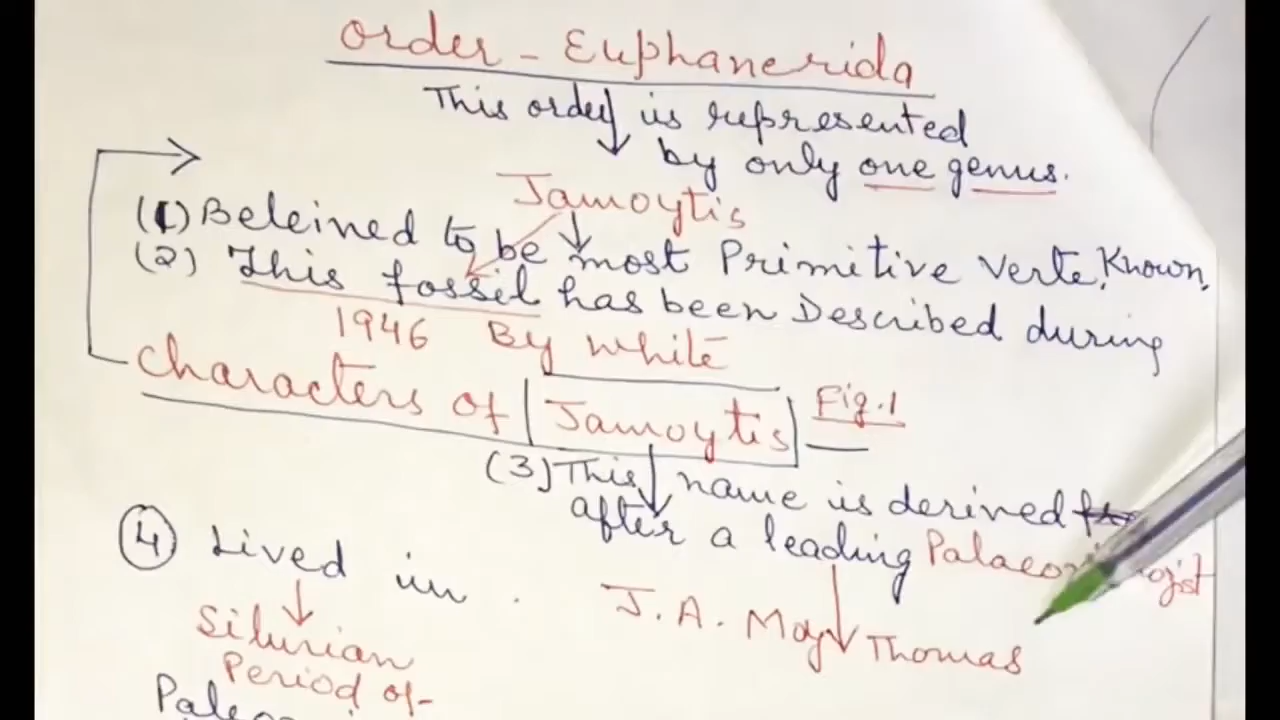 order - Euphanerida
This order is represented
by only one genus.
Jamoytis
(1) Beleined to be most Primitive Verte. Known.
(2) This fossil has been Described during
1946 By White
Characters of Jamoytis Fig.1
(3) This name is derived
after a leading
J. A. Moy Thomas
(4) Lived in .
Silurian
Period of-